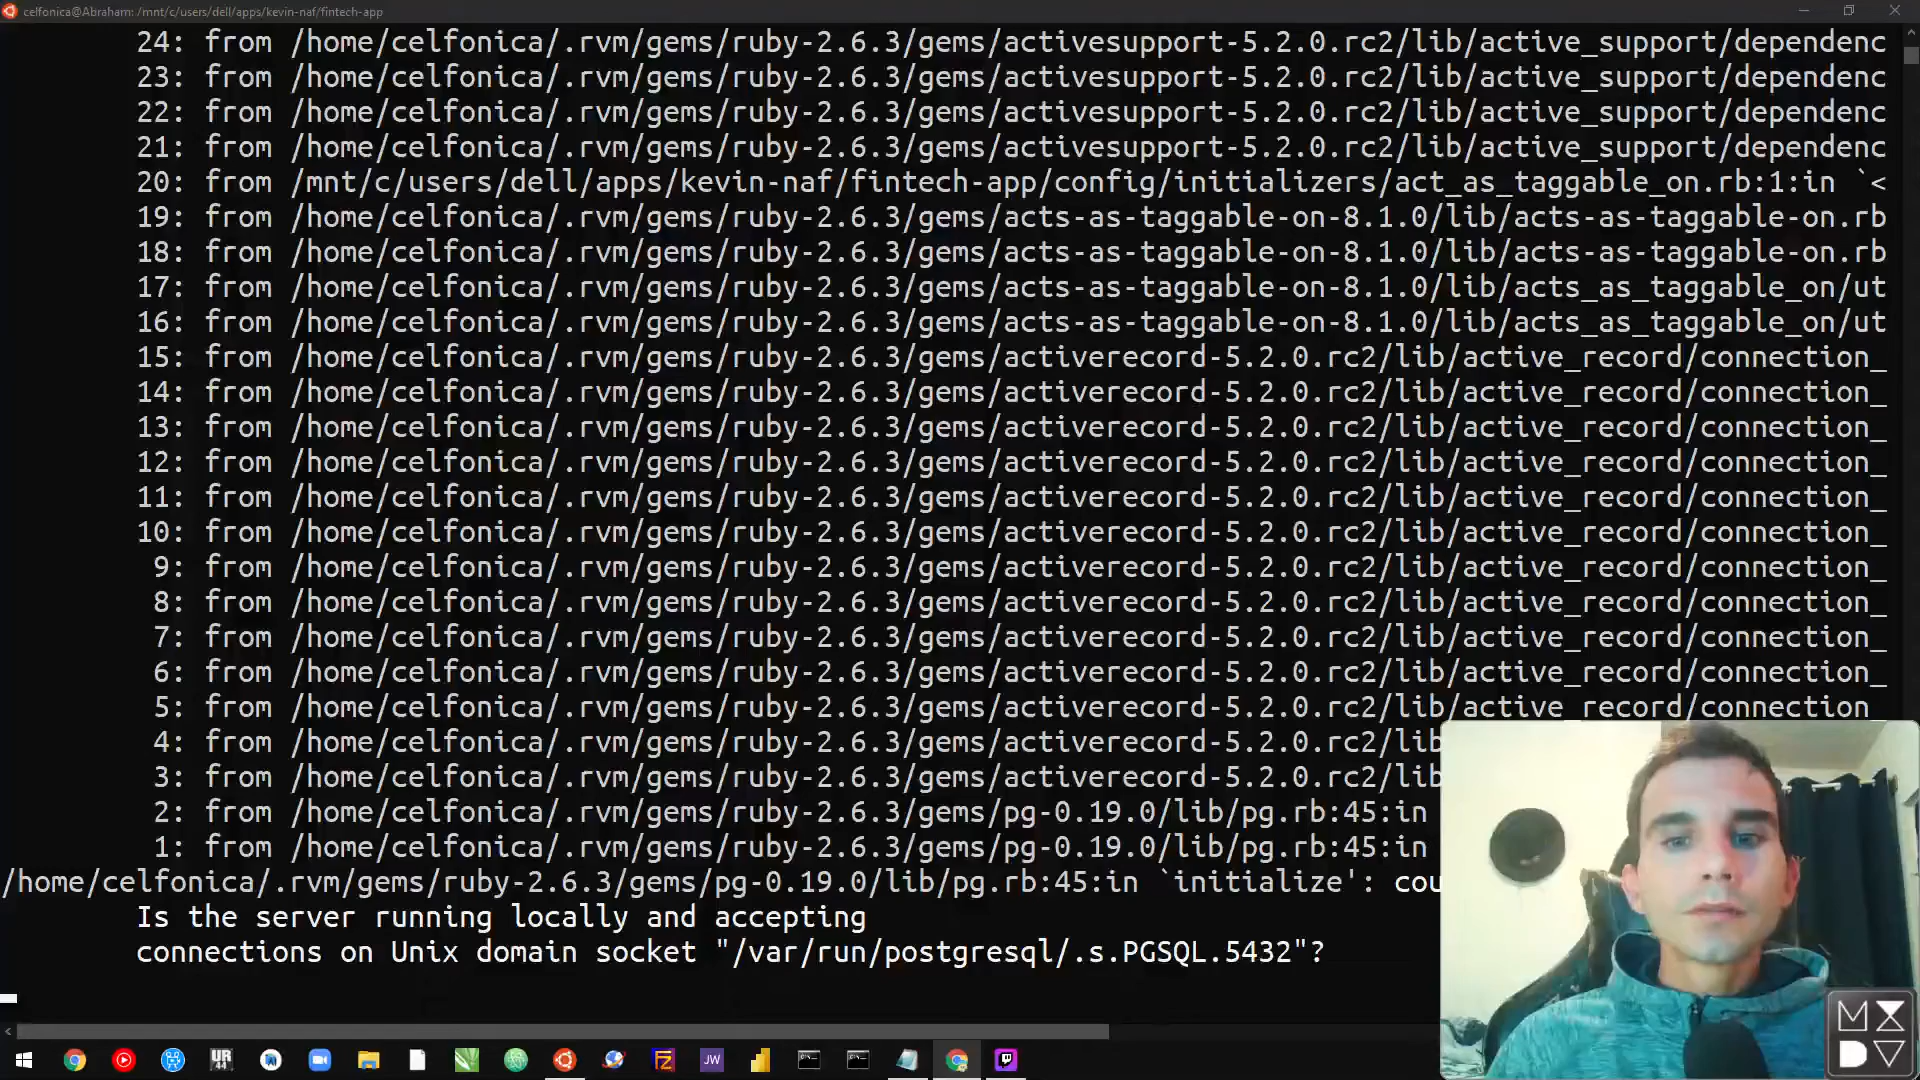 celfonica@Abraham: /mnt/c/users/dell/apps/kevin-naf/fintech-app
24: from /home/celfonica/.rvm/gems/ruby-2.6.3/gems/activesupport-5.2.0.rc2/lib/active_support/dependenc
23: from /home/celfonica/.rvm/gems/ruby-2.6.3/gems/activesupport-5.2.0.rc2/lib/active_support/dependenc
22: from /home/celfonica/.rvm/gems/ruby-2.6.3/gems/activesupport-5.2.0.rc2/lib/active_support/dependenc
21: from /home/celfonica/.rvm/gems/ruby-2.6.3/gems/activesupport-5.2.0.rc2/lib/active_support/dependenc
20: from /mnt/c/users/dell/apps/kevin-naf/fintech-app/config/initializers/act_as_taggable_on.rb:1:in `<
19: from /home/celfonica/.rvm/gems/ruby-2.6.3/gems/acts-as-taggable-on-8.1.0/lib/acts-as-taggable-on.rb
18: from /home/celfonica/.rvm/gems/ruby-2.6.3/gems/acts-as-taggable-on-8.1.0/lib/acts-as-taggable-on.rb
17: from /home/celfonica/.rvm/gems/ruby-2.6.3/gems/acts-as-taggable-on-8.1.0/lib/acts_as_taggable_on/ut
16: from /home/celfonica/.rvm/gems/ruby-2.6.3/gems/acts-as-taggable-on-8.1.0/lib/acts_as_taggable_on/ut
15: from /home/celfonica/.rvm/gems/ruby-2.6.3/gems/activerecord-5.2.0.rc2/lib/active_record/connection_
14: from /home/celfonica/.rvm/gems/ruby-2.6.3/gems/activerecord-5.2.0.rc2/lib/active_record/connection_
13: from /home/celfonica/.rvm/gems/ruby-2.6.3/gems/activerecord-5.2.0.rc2/lib/active_record/connection_
12: from /home/celfonica/.rvm/gems/ruby-2.6.3/gems/activerecord-5.2.0.rc2/lib/active_record/connection_
11: from /home/celfonica/.rvm/gems/ruby-2.6.3/gems/activerecord-5.2.0.rc2/lib/active_record/connection_
10: from /home/celfonica/.rvm/gems/ruby-2.6.3/gems/activerecord-5.2.0.rc2/lib/active_record/connection_
9: from /home/celfonica/.rvm/gems/ruby-2.6.3/gems/activerecord-5.2.0.rc2/lib/active_record/connection_
8: from /home/celfonica/.rvm/gems/ruby-2.6.3/gems/activerecord-5.2.0.rc2/lib/active_record/connection_
7: from /home/celfonica/.rvm/gems/ruby-2.6.3/gems/activerecord-5.2.0.rc2/lib/active_record/connection_
6: from /home/celfonica/.rvm/gems/ruby-2.6.3/gems/activerecord-5.2.0.rc2/lib/active_record/connection_
5: from /home/celfonica/.rvm/gems/ruby-2.6.3/gems/activerecord-5.2.0.rc2/lib/active_record/connection_
4: from /home/celfonica/.rvm/gems/ruby-2.6.3/gems/activerecord-5.2.0.rc2/lib
3: from /home/celfonica/.rvm/gems/ruby-2.6.3/gems/activerecord-5.2.0.rc2/lib
2: from /home/celfonica/.rvm/gems/ruby-2.6.3/gems/pg-0.19.0/lib/pg.rb:45:in
1: from /home/celfonica/.rvm/gems/ruby-2.6.3/gems/pg-0.19.0/lib/pg.rb:45:in
/home/celfonica/.rvm/gems/ruby-2.6.3/gems/pg-0.19.0/lib/pg.rb:45:in `initialize': cou
Is the server running locally and accepting
connections on Unix domain socket "/var/run/postgresql/.s.PGSQL.5432"?
UR
44
FZ
JW